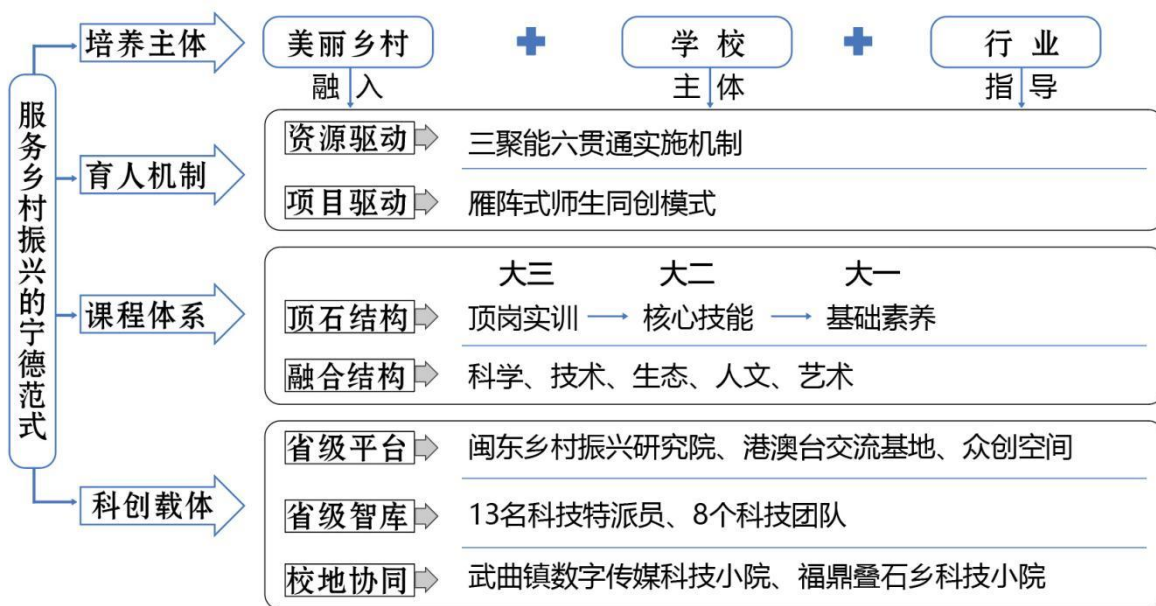 服务乡村振兴的宁德范式
培养主体
美丽乡村
学校
行业
融入
主体
指导
育人机制
资源驱动
三聚能六贯通实施机制
项目驱动
雁阵式师生同创模式
课程体系
大三
大二
大一
顶石结构
顶岗实训
核心技能
基础素养
融合结构
科学、技术、生态、人文、艺术
科创载体
省级平台
闽东乡村振兴研究院、港澳台交流基地、众创空间
省级智库
13名科技特派员、8个科技团队
校地协同
武曲镇数字传媒科技小院、福鼎叠石乡科技小院